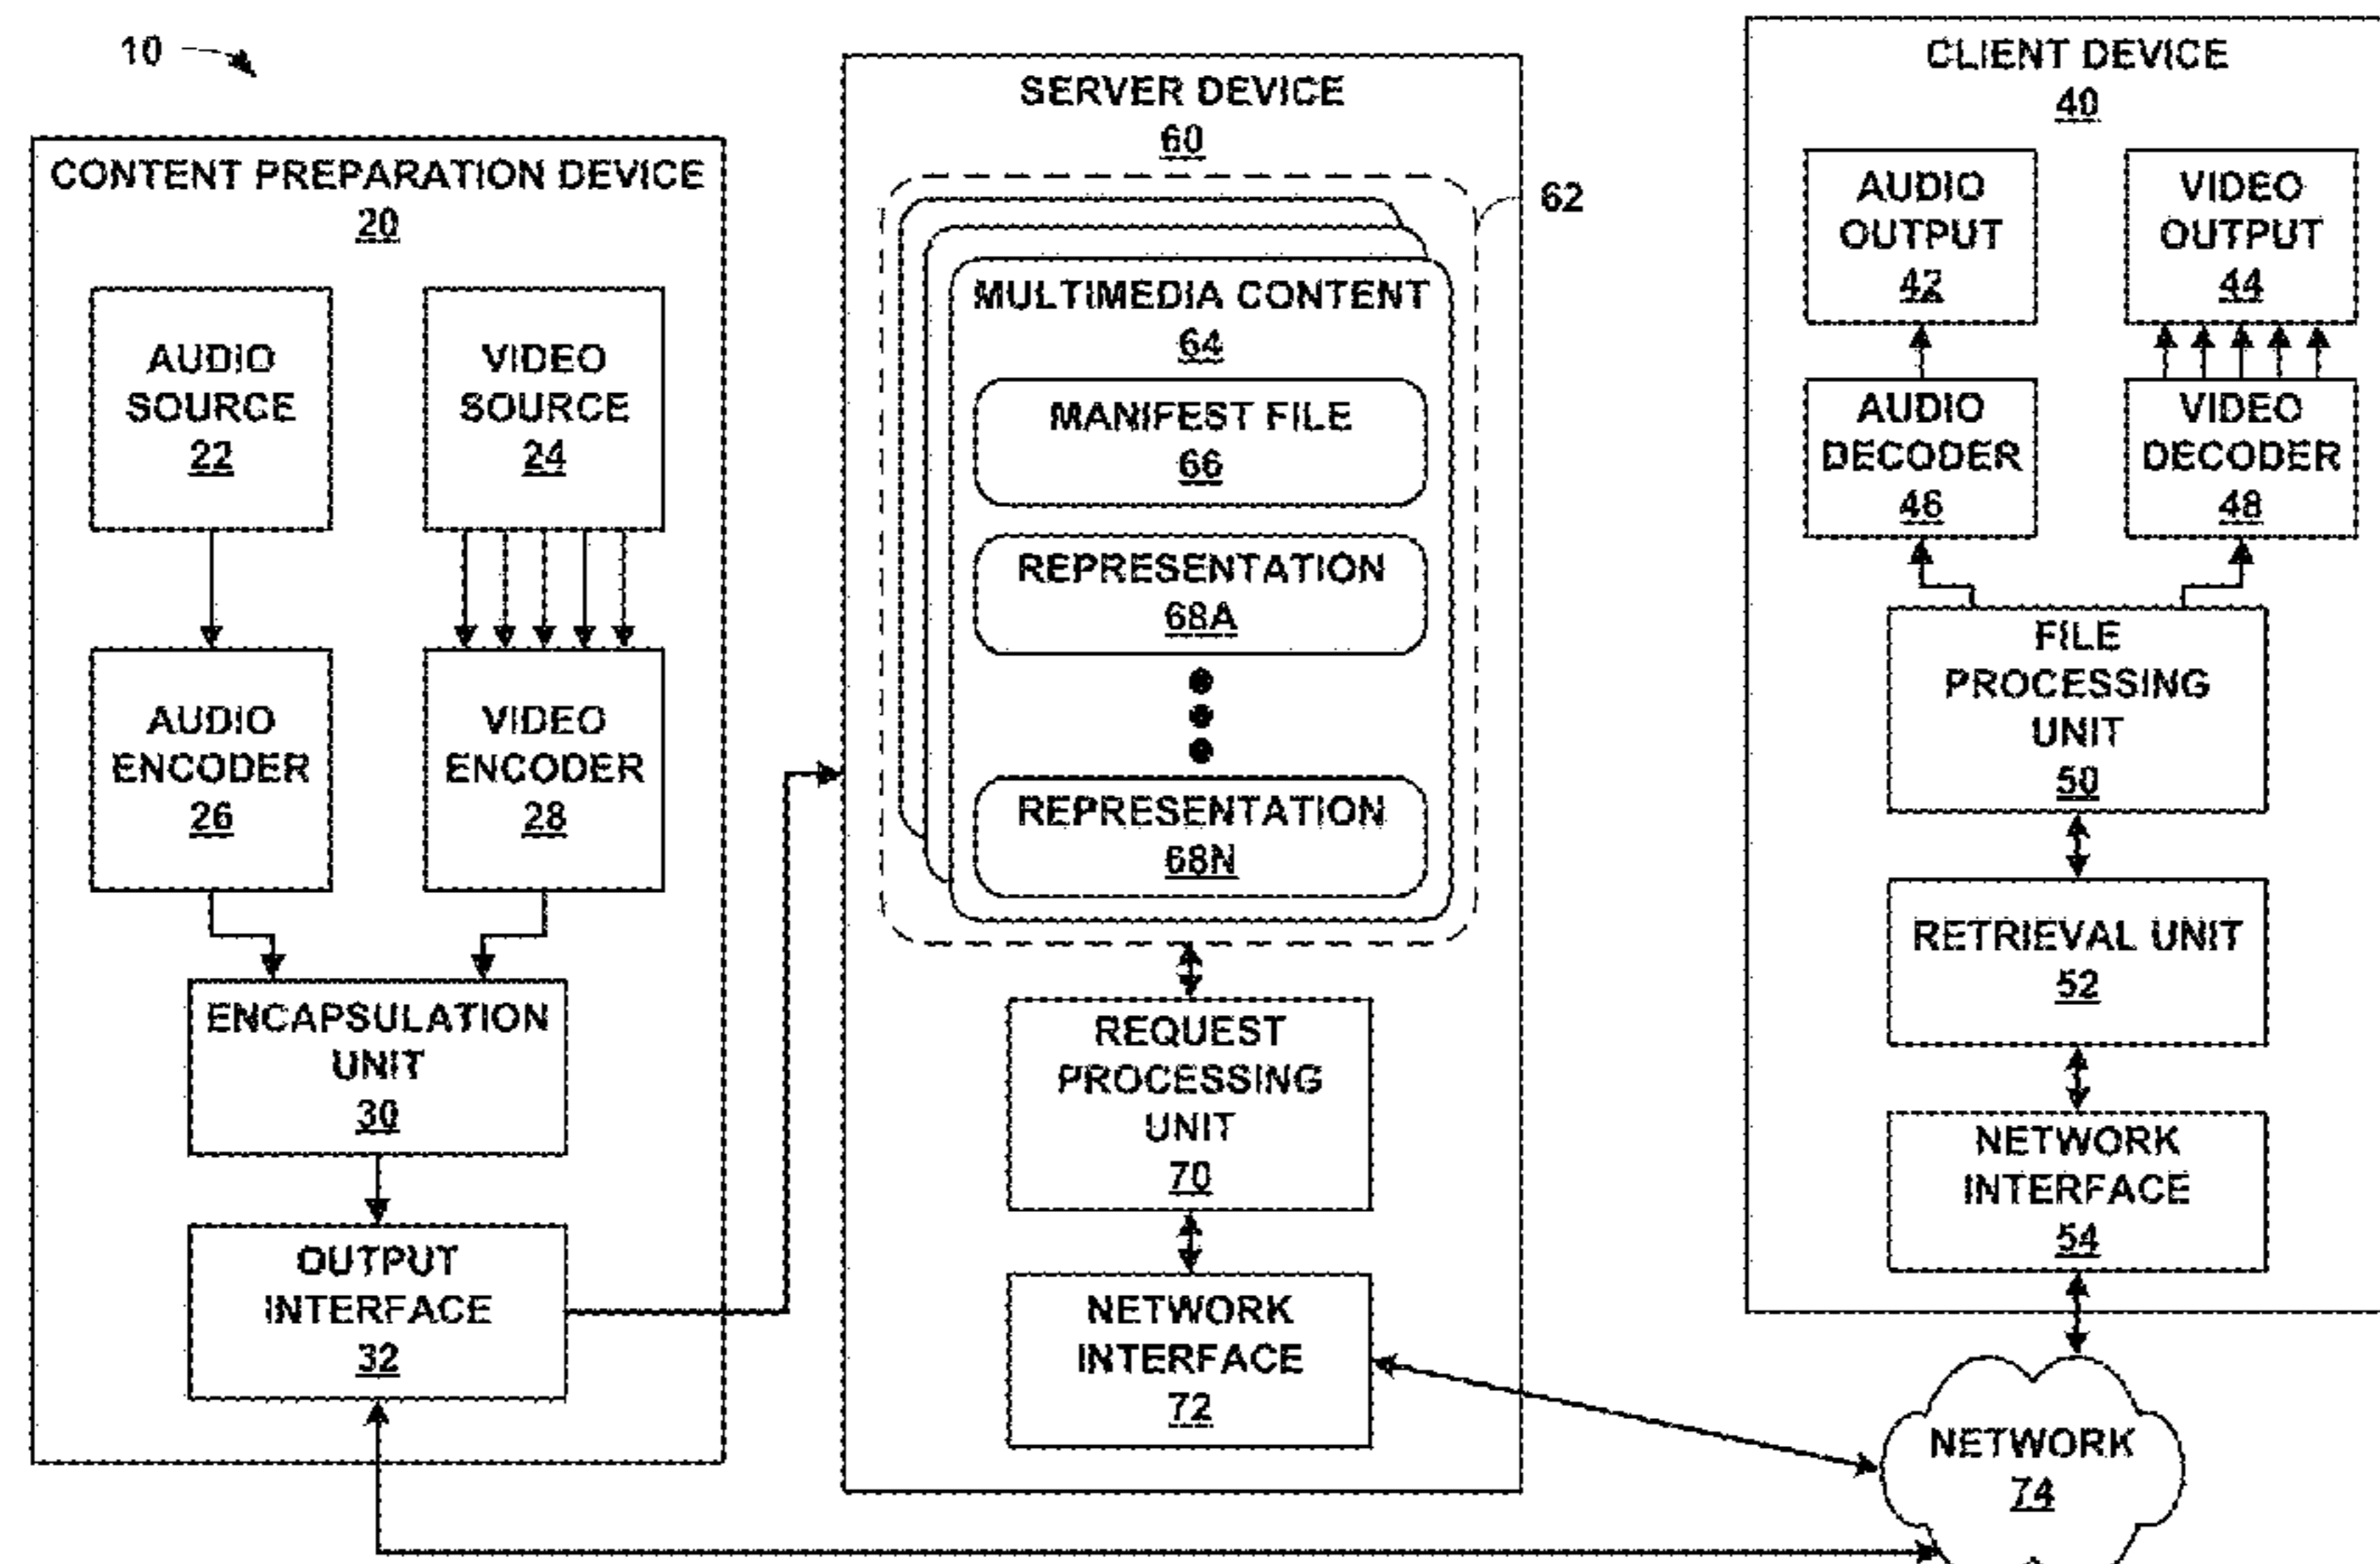 10
CONTENT PREPARATION DEVICE
20
AUDIO
SOURCE
22
VIDEO
SOURCE
24
AUDIO
ENCODER
26
VIDEO
ENCODER
28
ENCAPSULATION
UNIT
30
OUTPUT
INTERFACE
32
SERVER DEVICE
60
62
MULTIMEDIA CONTENT
64
MANIFEST FILE
66
REPRESENTATION
68A
REPRESENTATION
68N
REQUEST
PROCESSING
UNIT
70
NETWORK
INTERFACE
72
CLIENT DEVICE
40
AUDIO
OUTPUT
42
VIDEO
OUTPUT
44
AUDIO
DECODER
46
VIDEO
DECODER
48
FILE
PROCESSING
UNIT
50
RETRIEVAL UNIT
52
NETWORK
INTERFACE
54
NETWORK
74